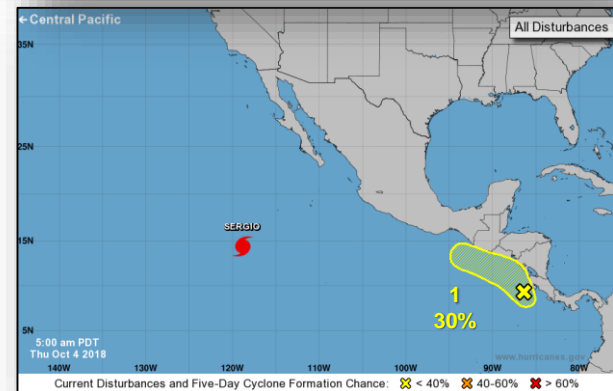 ← Central Pacific
All Disturbances
35N
25N
SERGIO
15N
1
30%
5N
5:00 am PDT
Thu Oct 4 2018
www.hurricanes.gov
140W 130W 120W 110W 100W 90W 80W
Current Disturbances and Five-Day Cyclone Formation Chance: < 40% 40-60% > 60%